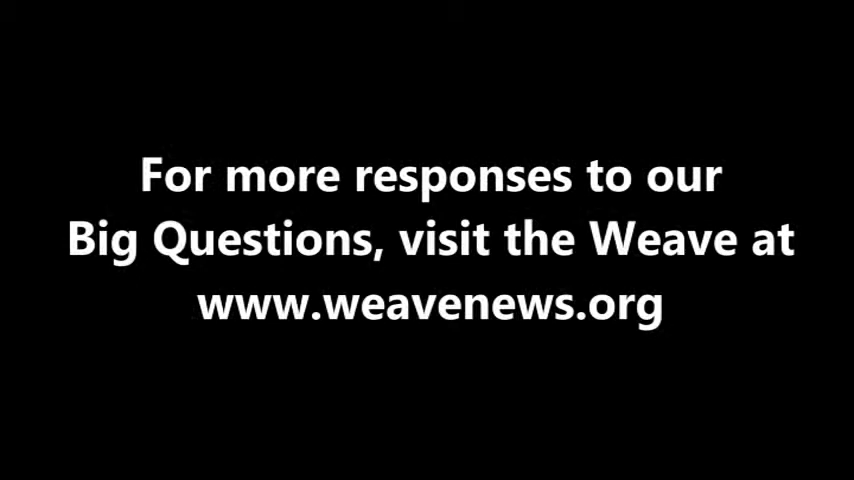 For more responses to our
Big Questions, visit the Weave at
www.weavenews.org